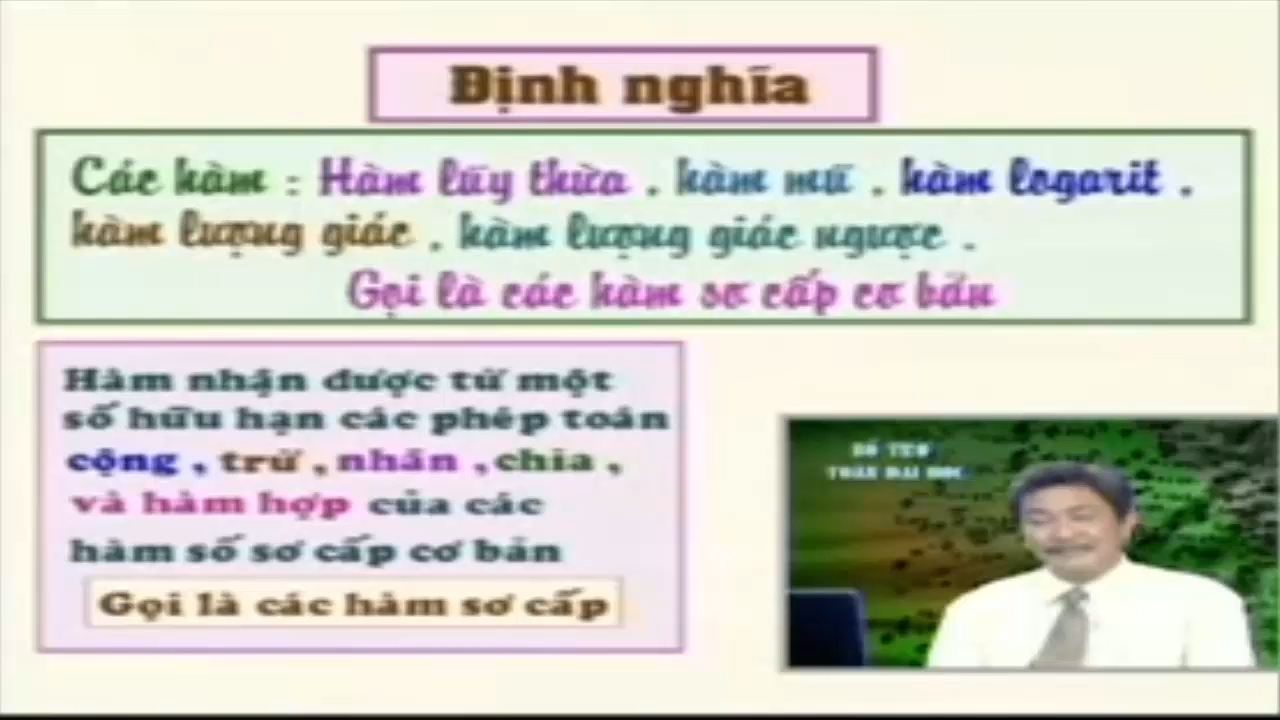 Định nghĩa
Các hàm : Hàm lũy thừa , hàm mũ , hàm logarit ,
hàm lượng giác , hàm lượng giác ngược .
Gọi là các hàm sơ cấp cơ bản
Hàm nhận được từ một
số hữu hạn các phép toán
cộng , trừ , nhân , chia ,
và hàm hợp của các
hàm số sơ cấp cơ bản
Gọi là các hàm sơ cấp
TOÁN ĐẠI HỌC